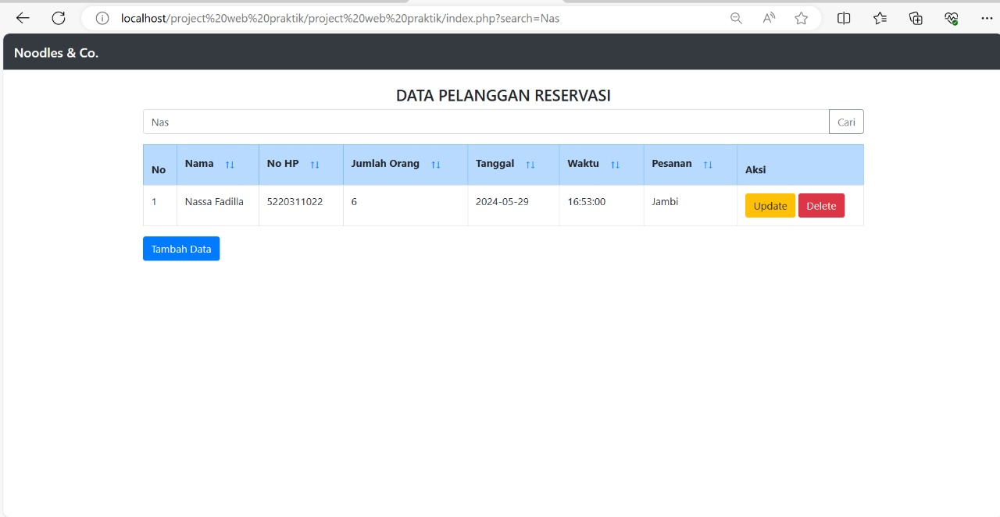 localhost/project%20web%20praktik/project%20web%20praktik/index.php?search=Nas
Noodles & Co.
DATA PELANGGAN RESERVASI
Nas Cari
No Nama ↑↓ No HP ↑↓ Jumlah Orang ↑↓ Tanggal ↑↓ Waktu ↑↓ Pesanan ↑↓ Aksi
1 Nassa Fadilla 5220311022 6 2024-05-29 16:53:00 Jambi Update Delete
Tambah Data